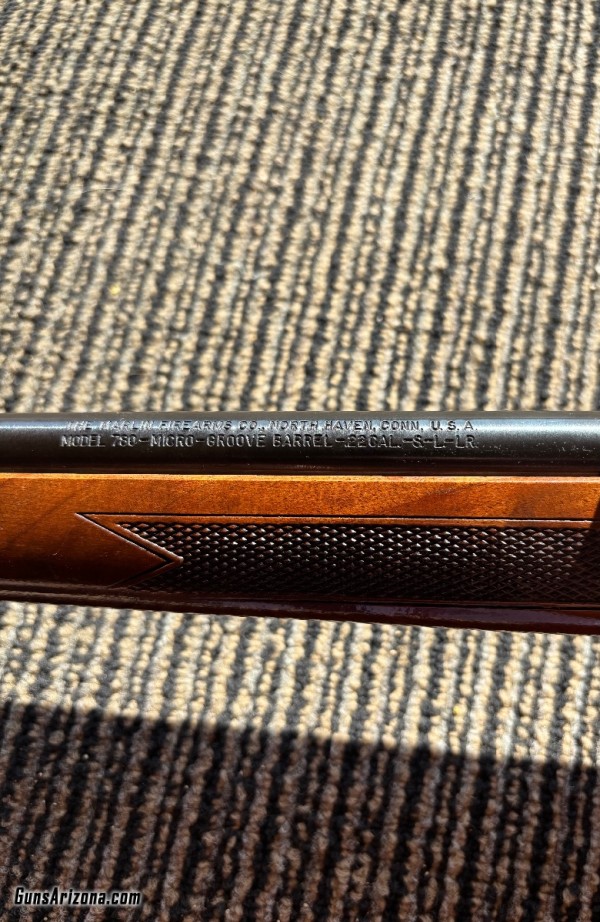 THE MARLIN FIREARMS CO., NORTH HAVEN, CONN, U.S.A.
MODEL 780- MICRO-GROOVE BARREL-.22CAL.-S-L-LR.
GunsArizona.com